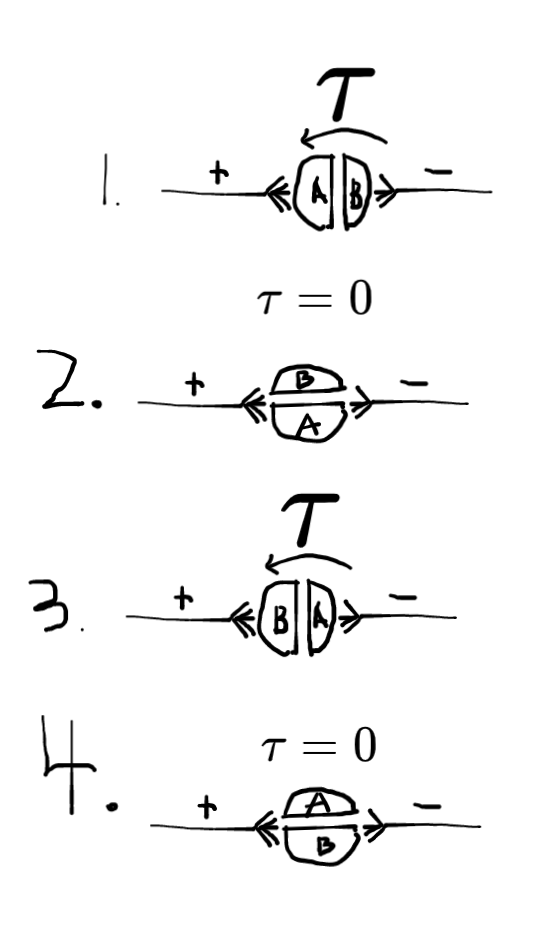 τ
1. + A B −
τ = 0
2. + B −
A
τ
3. + B A −
τ = 0
4. + A −
B